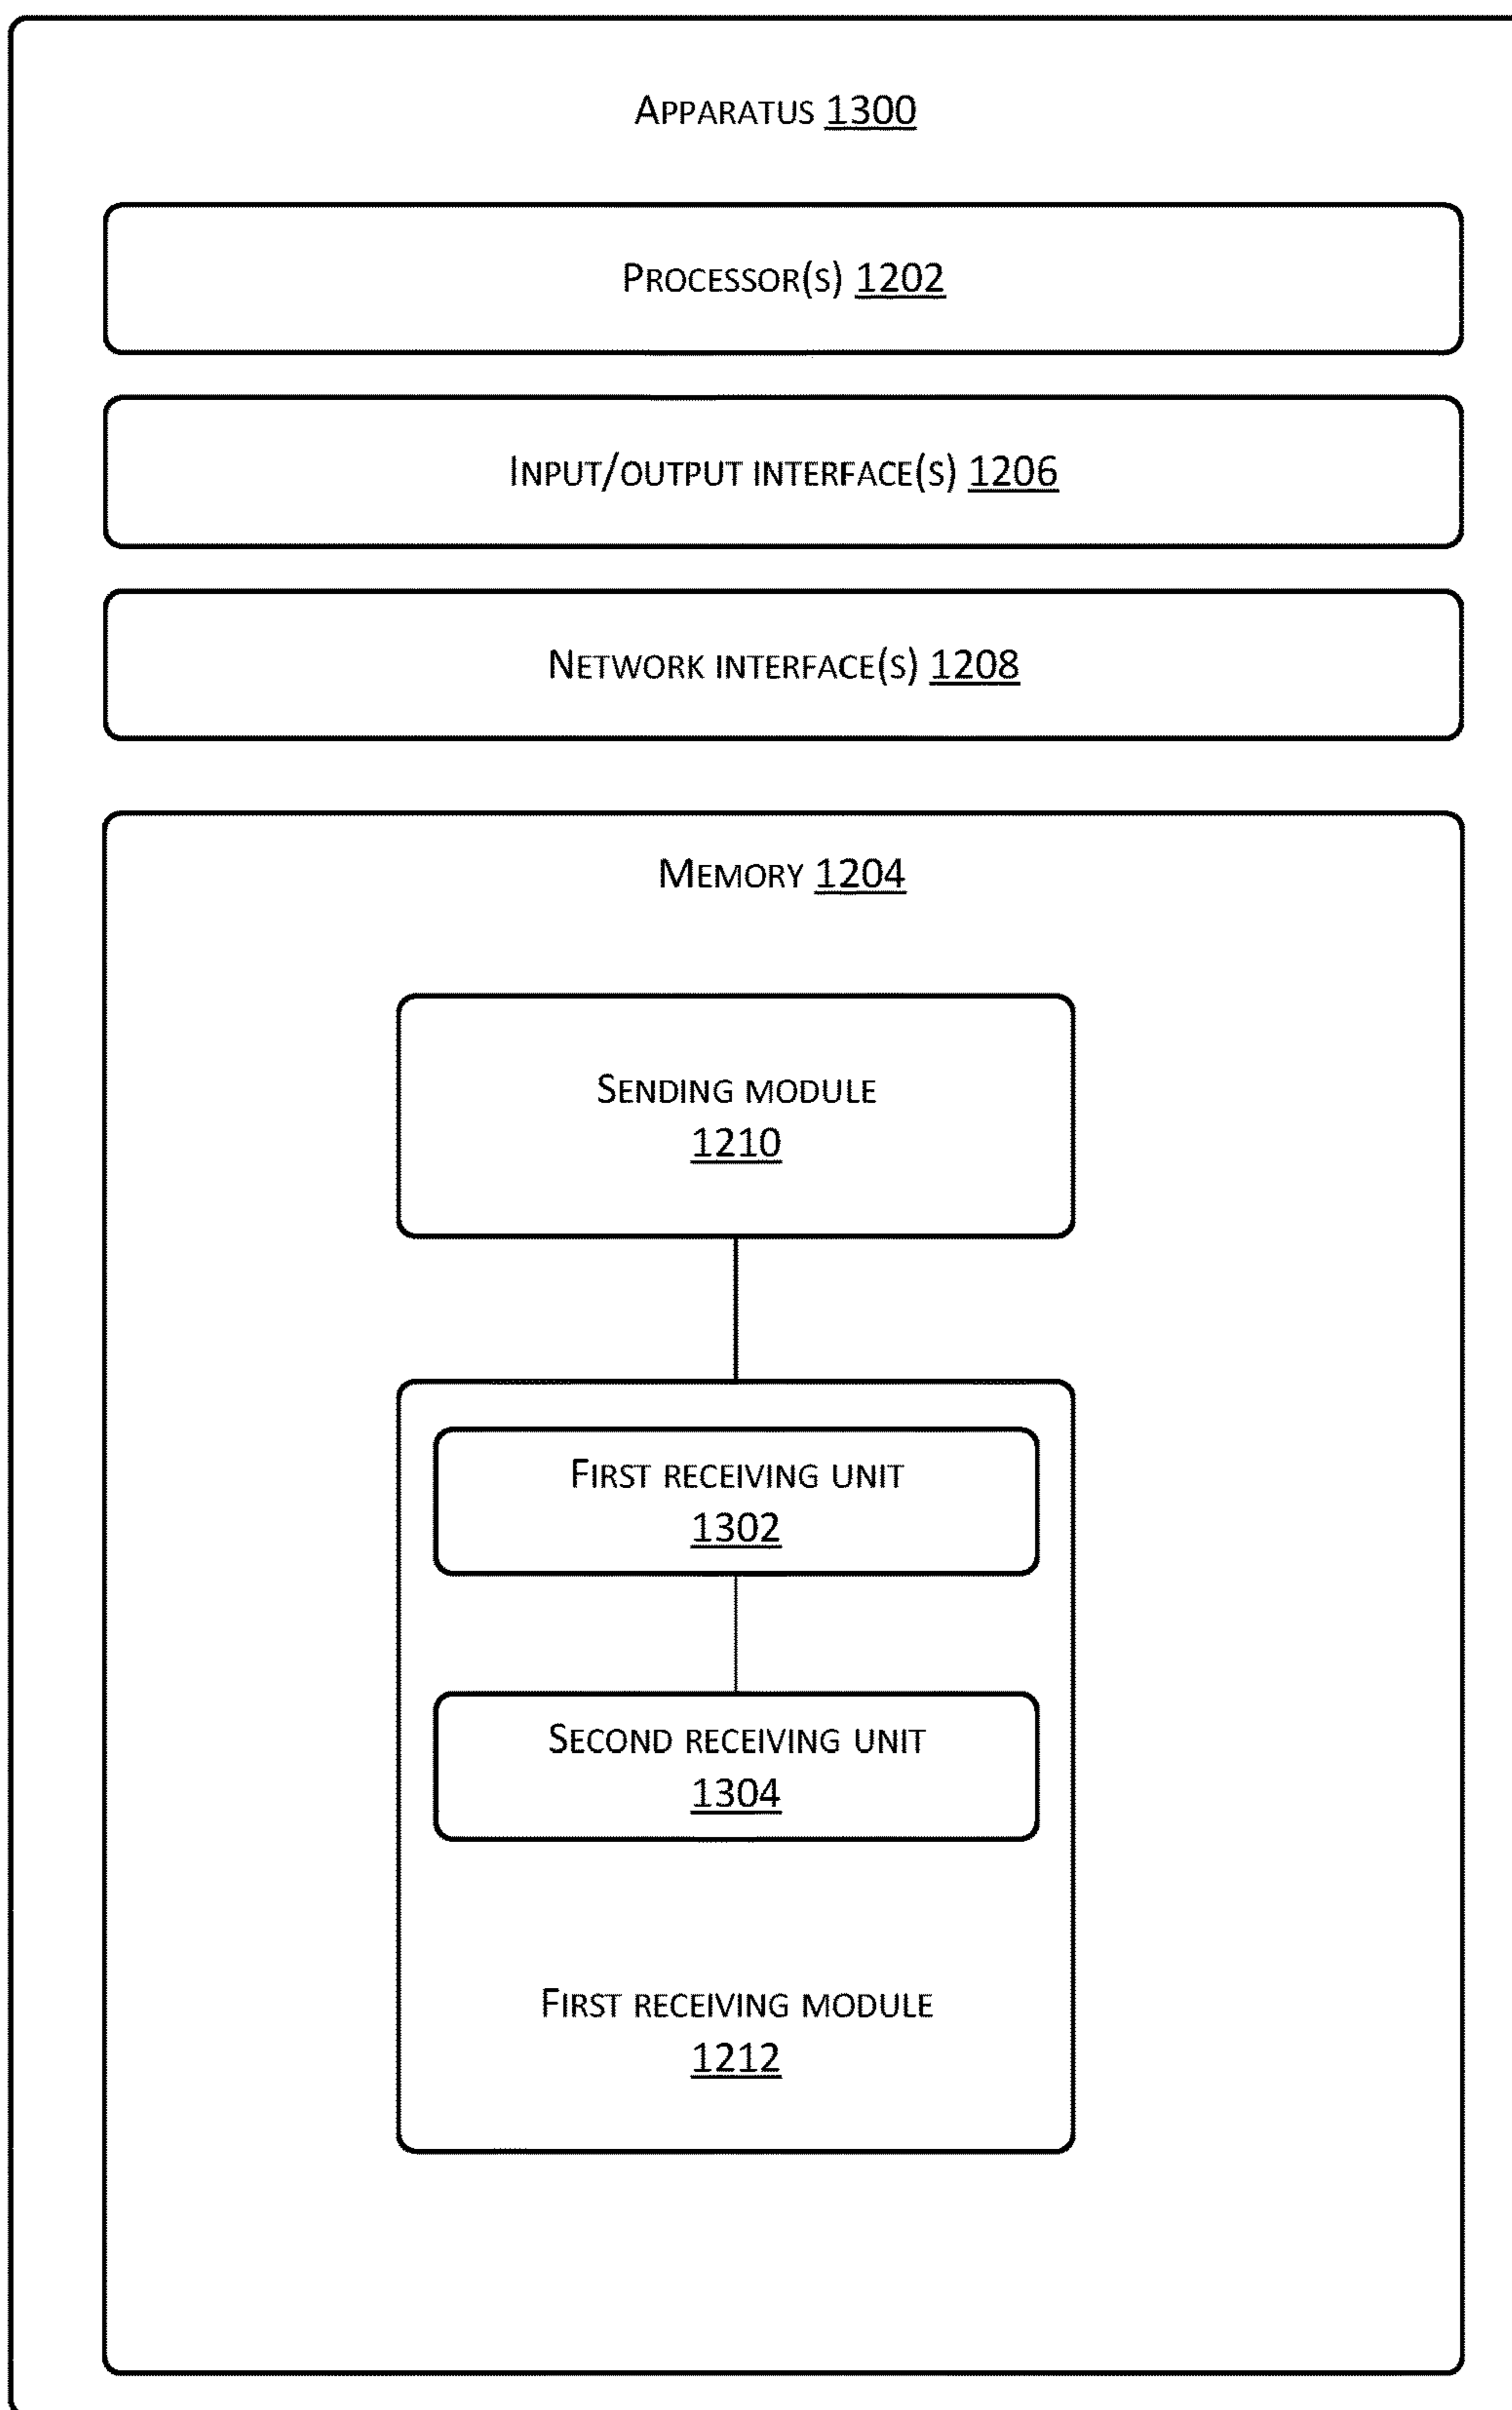 APPARATUS 1300
PROCESSOR(S) 1202
INPUT/OUTPUT INTERFACE(S) 1206
NETWORK INTERFACE(S) 1208
MEMORY 1204
SENDING MODULE
1210
FIRST RECEIVING UNIT
1302
SECOND RECEIVING UNIT
1304
FIRST RECEIVING MODULE
1212